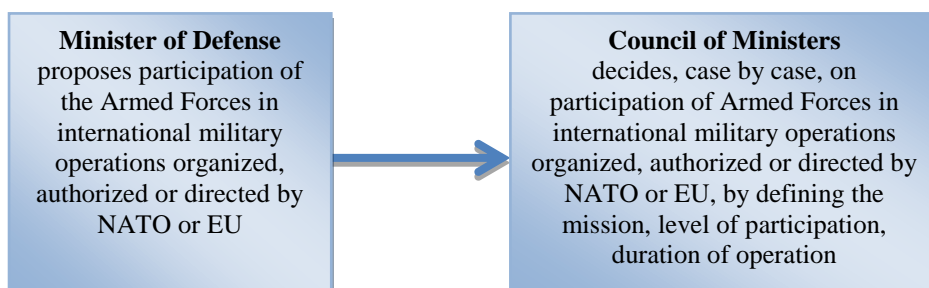 Minister of Defense
proposes participation of
the Armed Forces in
international military
operations organized,
authorized or directed by
NATO or EU
Council of Ministers
decides, case by case, on
participation of Armed Forces in
international military operations
organized, authorized or directed by
NATO or EU, by defining the
mission, level of participation,
duration of operation